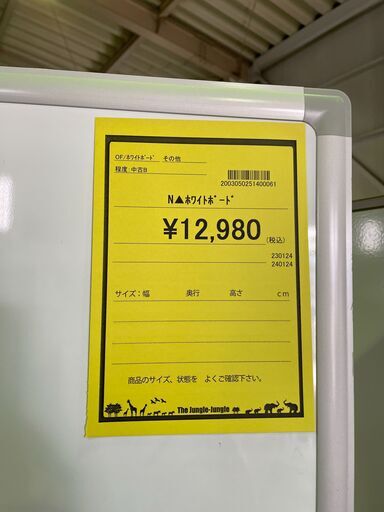 OF/ホワイトボード その他
程度:中古B
2003050251400061
N▲ホワイトボード
¥12,980(税込)
230124
240124
サイズ:幅 奥行 高さ cm
商品のサイズ、状態を よくご確認下さい。
The Jungle-Jungle